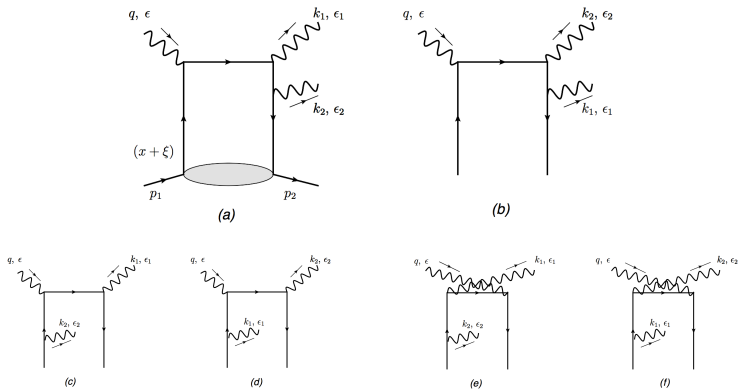 q, ϵ
k₁, ϵ₁
k₂, ϵ₂
(x + ξ)
p₁
p₂
(a)
q, ϵ
k₂, ϵ₂
k₁, ϵ₁
(b)
q, ϵ
k₁, ϵ₁
k₂, ϵ₂
(c)
q, ϵ
k₂, ϵ₂
k₁, ϵ₁
(d)
q, ϵ
k₁, ϵ₁
k₂, ϵ₂
(e)
q, ϵ
k₂, ϵ₂
k₁, ϵ₁
(f)